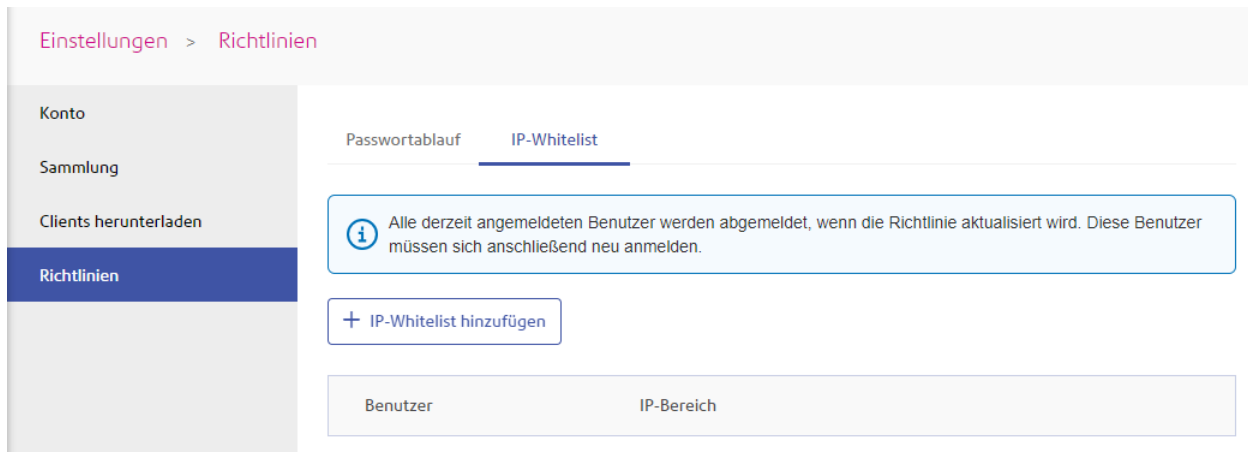 Einstellungen > Richtlinien
Konto
Sammlung
Clients herunterladen
Richtlinien
Passwortablauf IP-Whitelist
Alle derzeit angemeldeten Benutzer werden abgemeldet, wenn die Richtlinie aktualisiert wird. Diese Benutzer
müssen sich anschließend neu anmelden.
+ IP-Whitelist hinzufügen
Benutzer IP-Bereich